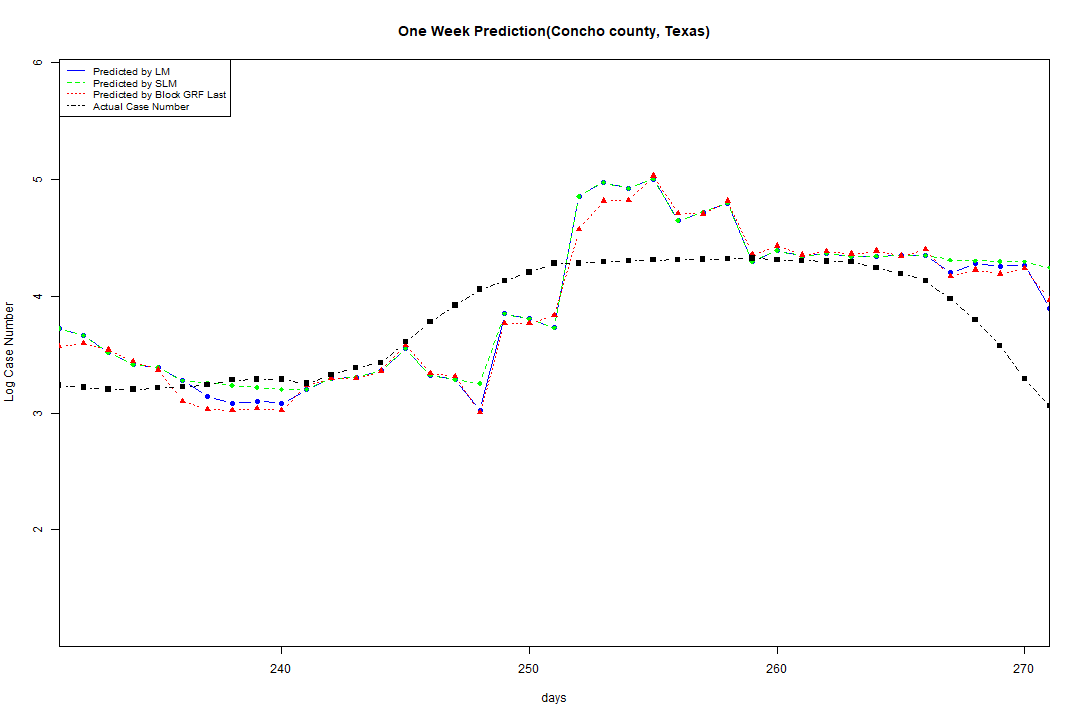 One Week Prediction(Concho county, Texas)
Predicted by LM
Predicted by SLM
Predicted by Block GRF Last
Actual Case Number
6
5
4
3
2
Log Case Number
240 250 260 270
days